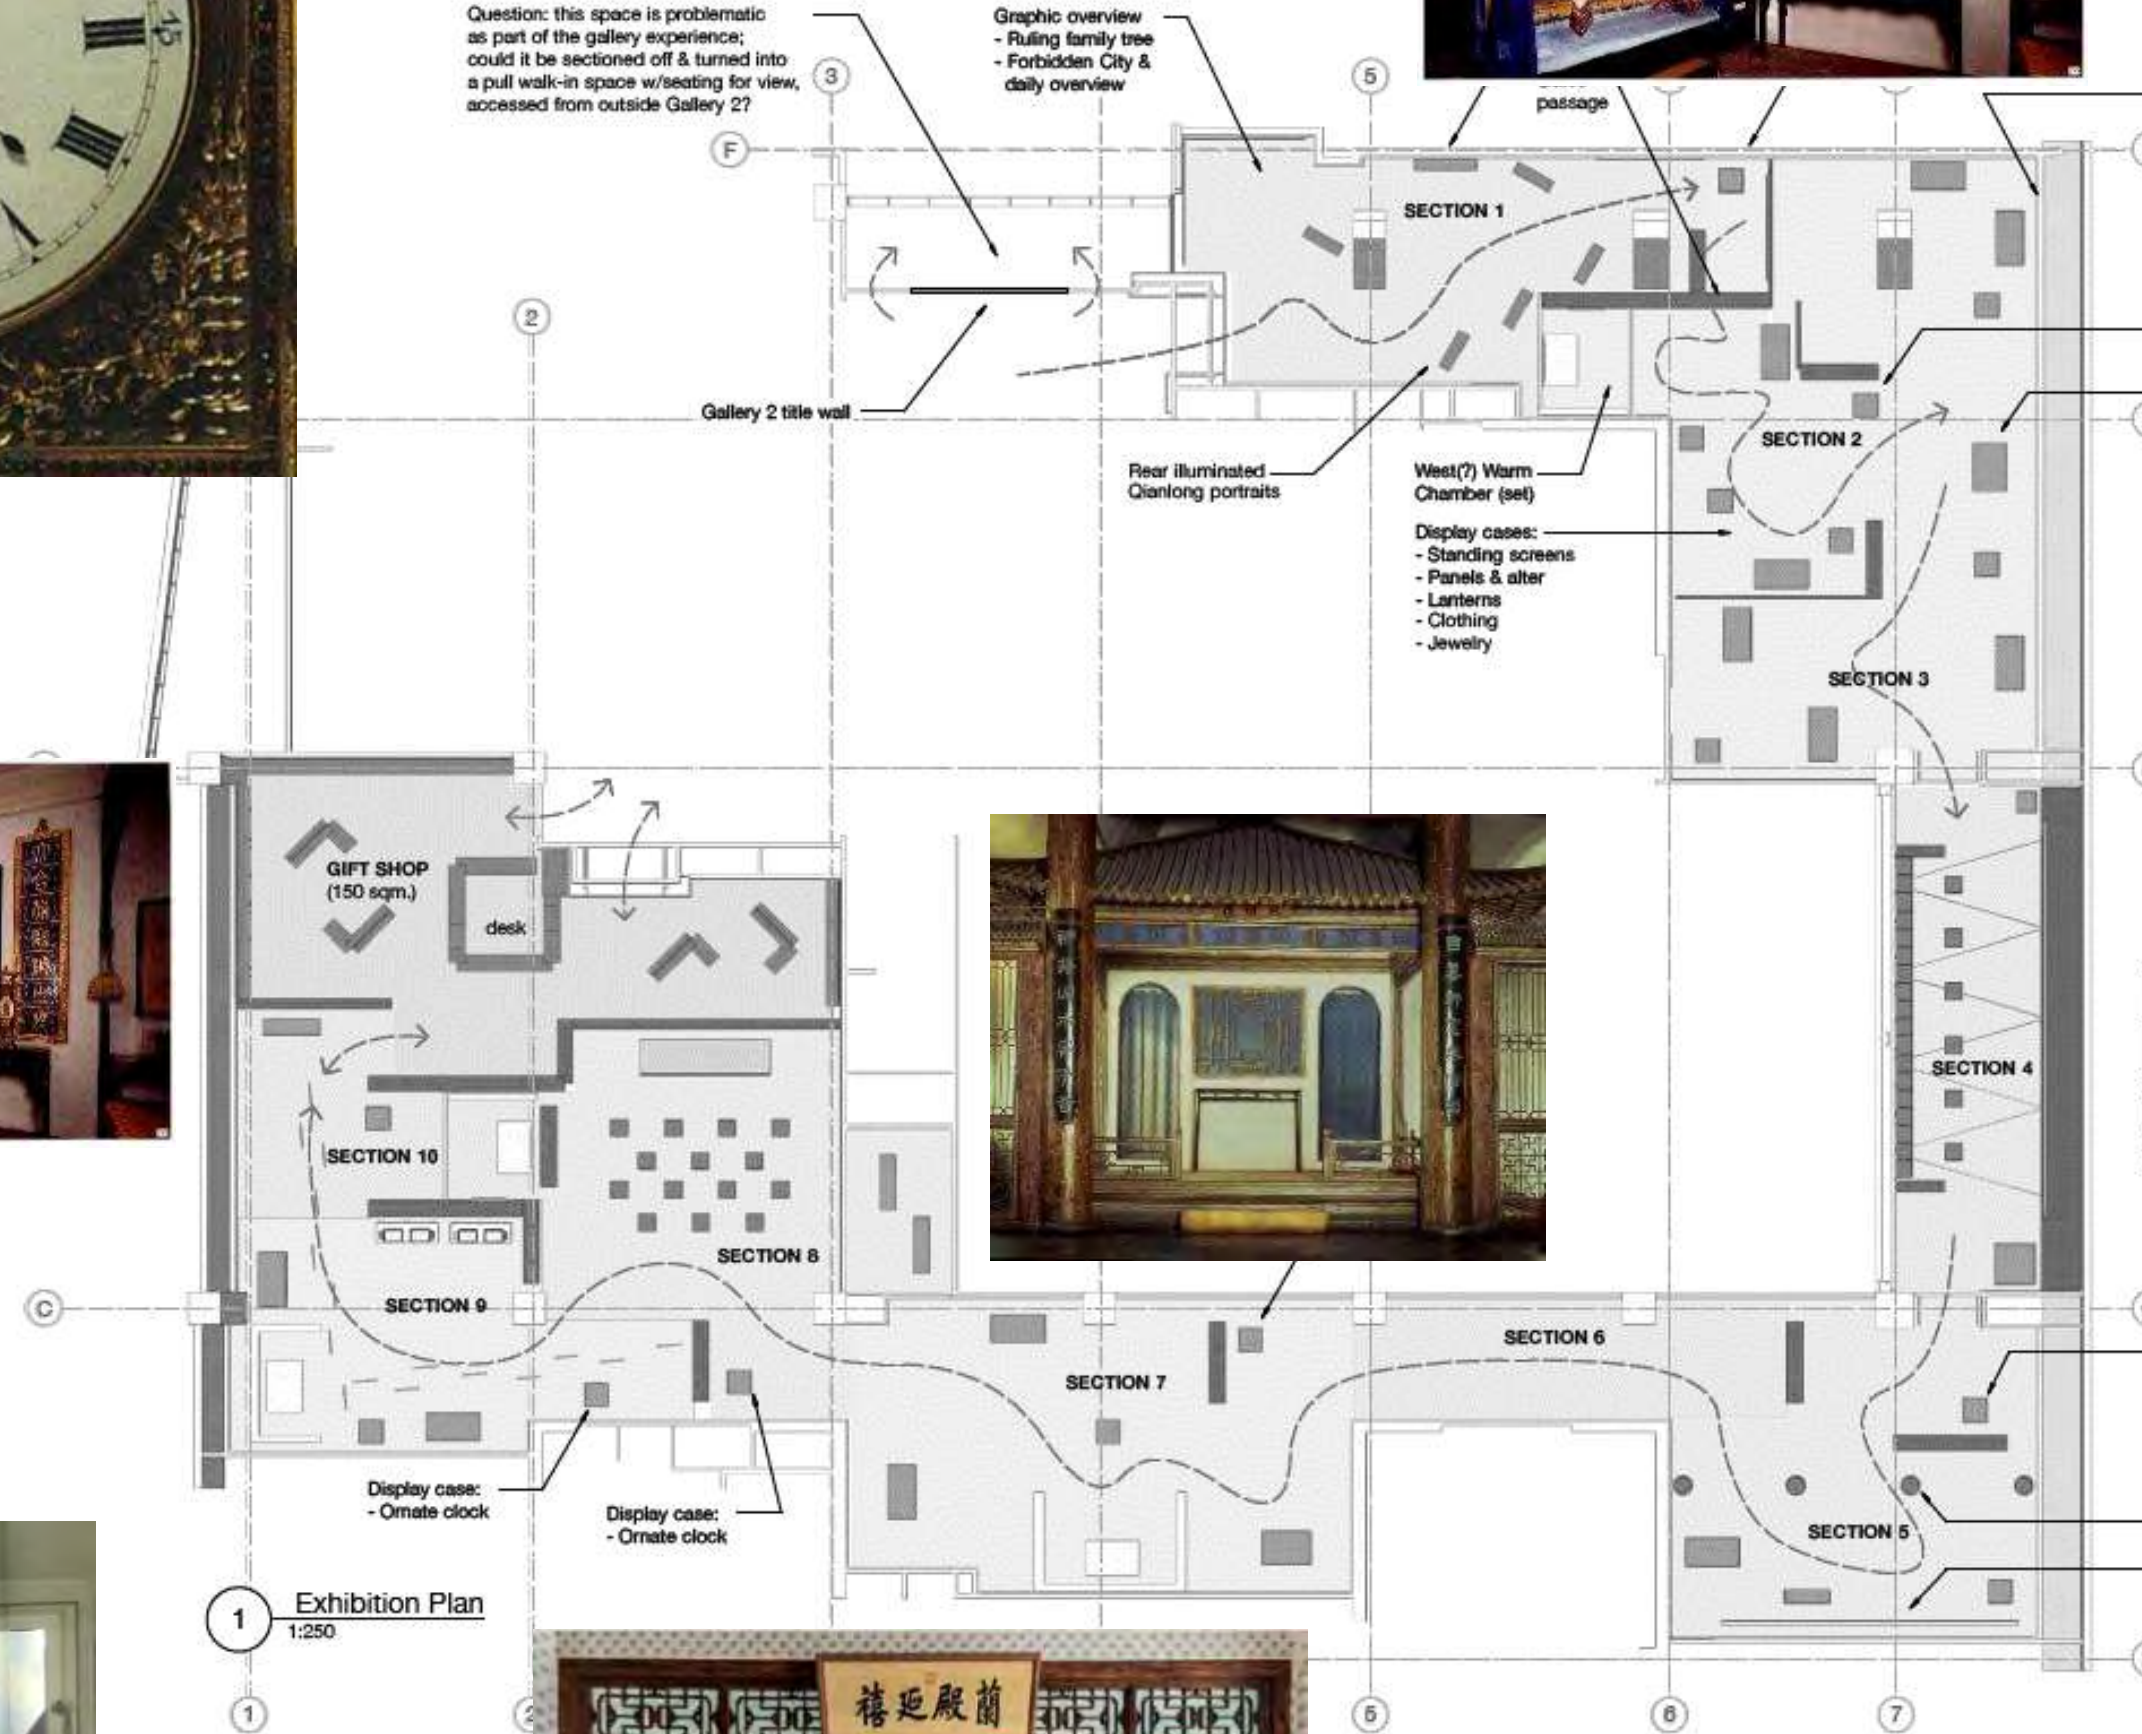 Question: this space is problematic
as part of the gallery experience;
could it be sectioned off & turned into
a pull walk-in space w/seating for view,
accessed from outside Gallery 2?
Graphic overview
- Ruling family tree
- Forbidden City &
daily overview
passage
3
5
F
2
SECTION 1
Gallery 2 title wall
SECTION 2
Rear illuminated
Qianlong portraits
West(?) Warm
Chamber (set)
Display cases:
- Standing screens
- Panels & alter
- Lanterns
- Clothing
- Jewelry
SECTION 3
GIFT SHOP
(150 sqm.)
desk
SECTION 4
SECTION 10
SECTION 8
SECTION 9
C
SECTION 6
SECTION 7
Display case:
- Ornate clock
Display case:
- Ornate clock
SECTION 5
1
Exhibition Plan
1:250
禧延殿蘭
1
2
5
6
7